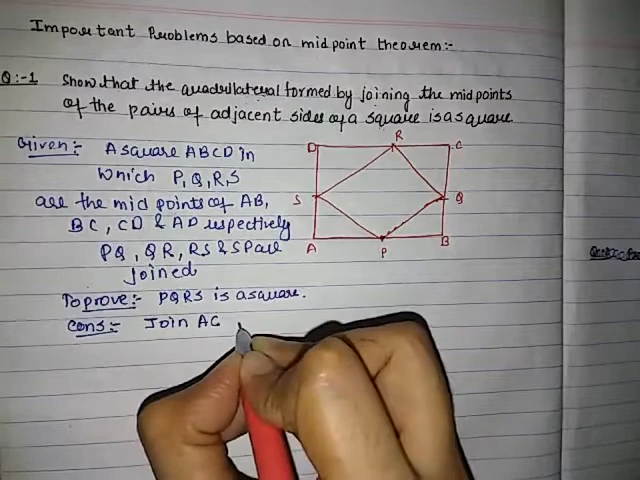 Important Problems based on midpoint theorem:-
Q:-1 Show that the quadrilateral formed by joining the midpoints
of the pairs of adjacent sides of a square is a square
Given:- A square ABCD in
which P, Q, R, S
are the mid points of AB,
BC, CD & AD respectively
PQ, QR, RS & SP are
joined
To prove:- PQRS is a square.
Cons:- Join AC
D R C
S Q
A P B